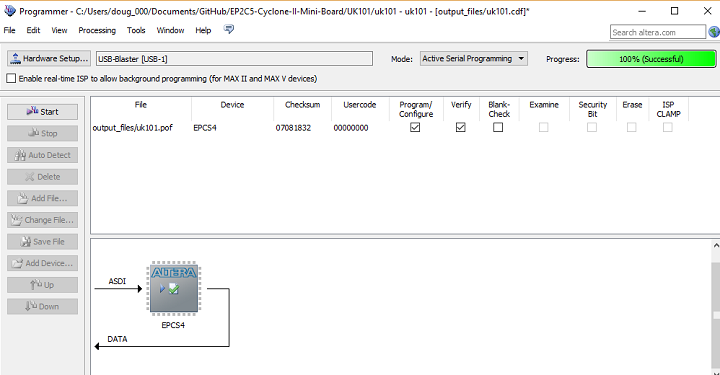 Programmer - C:/Users/doug_000/Documents/GitHub/EP2C5-Cyclone-II-Mini-Board/UK101/uk101 - uk101 - [output_files/uk101.cdf]*
File Edit View Processing Tools Window Help
Search altera.com
Hardware Setup... USB-Blaster [USB-1] Mode: Active Serial Programming Progress: 100% (Successful)
Enable real-time ISP to allow background programming (for MAX II and MAX V devices)
Start
Stop
Auto Detect
Delete
Add File...
Change File...
Save File
Add Device...
Up
Down
File Device Checksum Usercode Program/ Verify Blank- Examine Security Erase ISP
Configure Check Bit CLAMP
output_files/uk101.pof EPCS4 07081832 00000000
ASDI
ALTERA
EPCS4
DATA